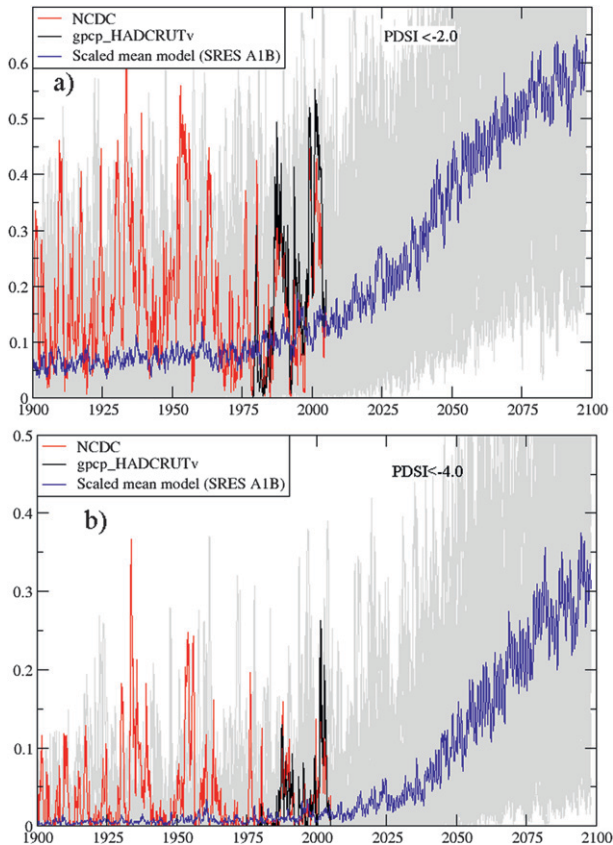 NCDC
gpcp_HADCRUTv
Scaled mean model (SRES A1B)
PDSI <-2.0
a)
0.6
0.5
0.4
0.3
0.2
0.1
0
1900 1925 1950 1975 2000 2025 2050 2075 2100
0.5
NCDC
gpcp_HADCRUTv
Scaled mean model (SRES A1B)
PDSI<-4.0
b)
0.4
0.3
0.2
0.1
0
1900 1925 1950 1975 2000 2025 2050 2075 2100